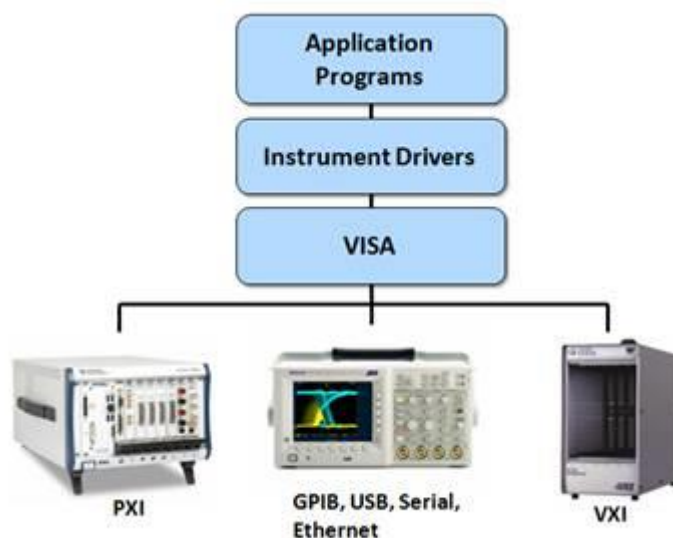 Application
Programs
Instrument Drivers
VISA
PXI
GPIB, USB, Serial,
Ethernet
VXI